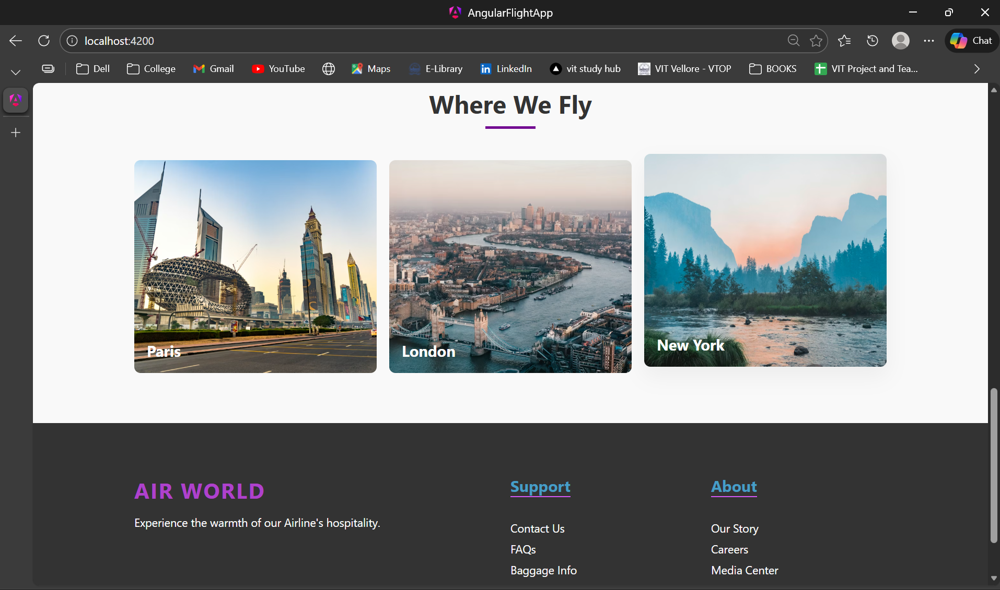 AngularFlightApp
localhost:4200
Chat
Dell
College
Gmail
YouTube
Maps
E-Library
LinkedIn
vit study hub
VIT Vellore - VTOP
BOOKS
VIT Project and Tea...
Where We Fly
Paris
London
New York
AIR WORLD
Experience the warmth of our Airline's hospitality.
Support
Contact Us
FAQs
Baggage Info
About
Our Story
Careers
Media Center